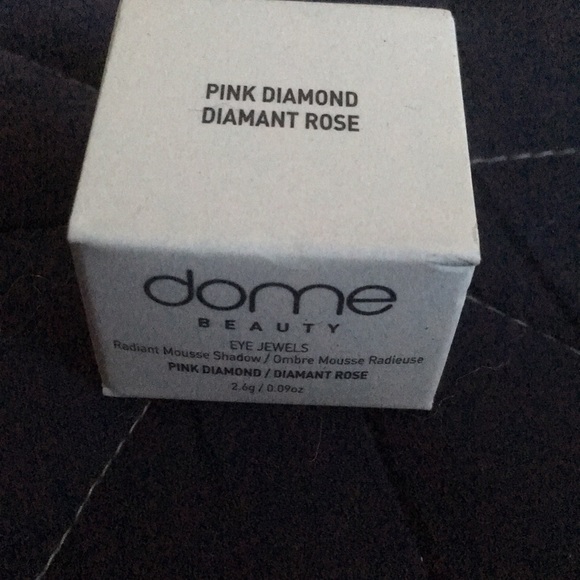 PINK DIAMOND
DIAMANT ROSE
dome
BEAUTY
EYE JEWELS
Radiant Mousse Shadow / Ombre Mousse Radieuse
PINK DIAMOND / DIAMANT ROSE
2.6g / 0.09oz